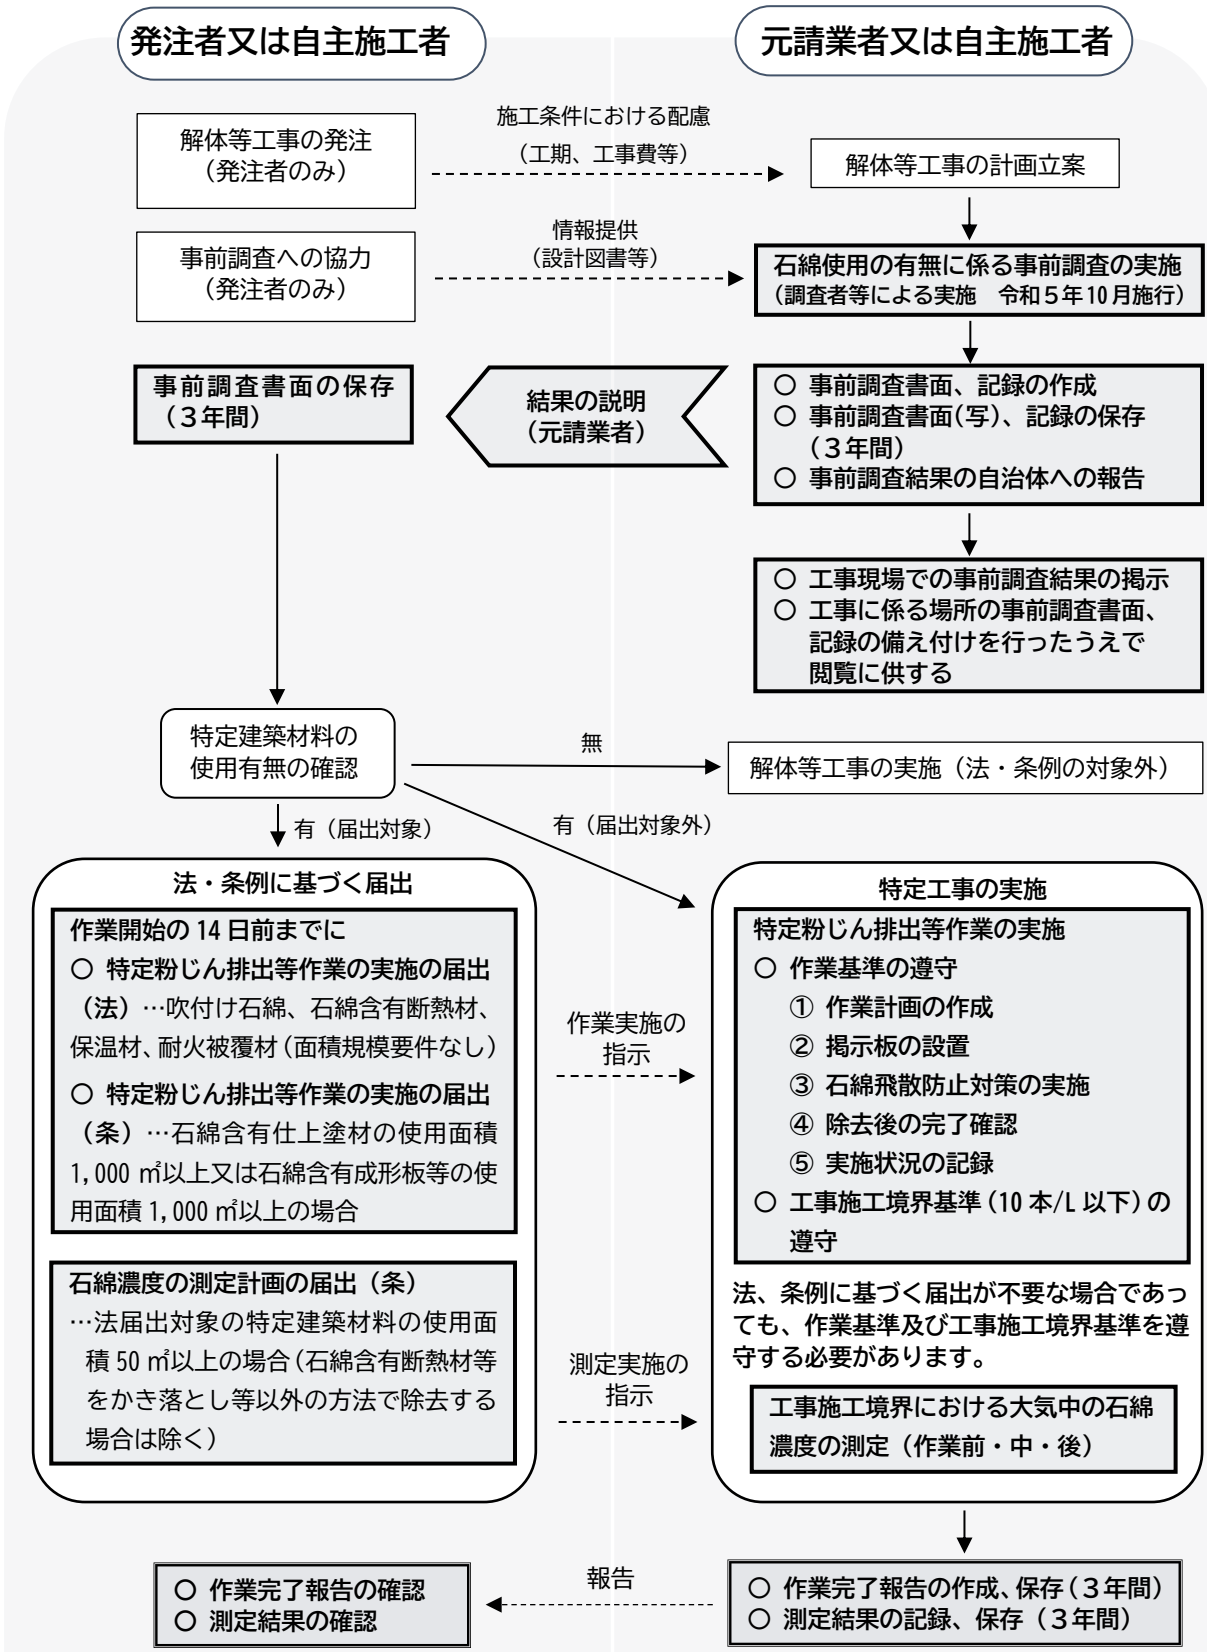 発注者又は自主施工者
元請業者又は自主施工者
解体等工事の発注
（発注者のみ）
施工条件における配慮
（工期、工事費等）
解体等工事の計画立案
事前調査への協力
（発注者のみ）
情報提供
（設計図書等）
石綿使用の有無に係る事前調査の実施
（調査者等による実施　令和５年10月施行）
事前調査書面の保存
（３年間）
結果の説明
（元請業者）
○ 事前調査書面、記録の作成
○ 事前調査書面（写）、記録の保存
（３年間）
○ 事前調査結果の自治体への報告
○ 工事現場での事前調査結果の掲示
○ 工事に係る場所の事前調査書面、
記録の備え付けを行ったうえで
閲覧に供する
特定建築材料の
使用有無の確認
無
解体等工事の実施（法・条例の対象外）
有（届出対象）
有（届出対象外）
法・条例に基づく届出
作業開始の14日前までに
○ 特定粉じん排出等作業の実施の届出
（法）…吹付け石綿、石綿含有断熱材、
保温材、耐火被覆材（面積規模要件なし）
○ 特定粉じん排出等作業の実施の届出
（条）…石綿含有仕上塗材の使用面積
1,000㎡以上又は石綿含有成形板等の使
用面積1,000㎡以上の場合
石綿濃度の測定計画の届出（条）
…法届出対象の特定建築材料の使用面
積50㎡以上の場合（石綿含有断熱材等
をかき落とし等以外の方法で除去する
場合は除く）
作業実施の
指示
測定実施の
指示
特定工事の実施
特定粉じん排出等作業の実施
○ 作業基準の遵守
① 作業計画の作成
② 掲示板の設置
③ 石綿飛散防止対策の実施
④ 除去後の完了確認
⑤ 実施状況の記録
○ 工事施工境界基準（10本/L以下）の
遵守
法、条例に基づく届出が不要な場合であっ
ても、作業基準及び工事施工境界基準を遵
守する必要があります。
工事施工境界における大気中の石綿
濃度の測定（作業前・中・後）
○ 作業完了報告の確認
○ 測定結果の確認
報告
○ 作業完了報告の作成、保存（３年間）
○ 測定結果の記録、保存（３年間）